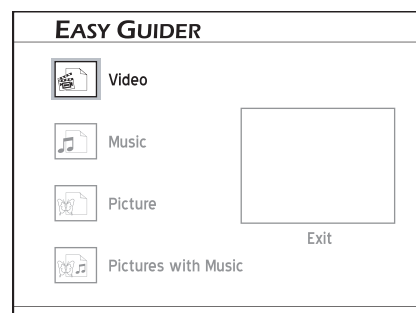 EASY GUIDER
Video
Music
Picture
Exit
Pictures with Music